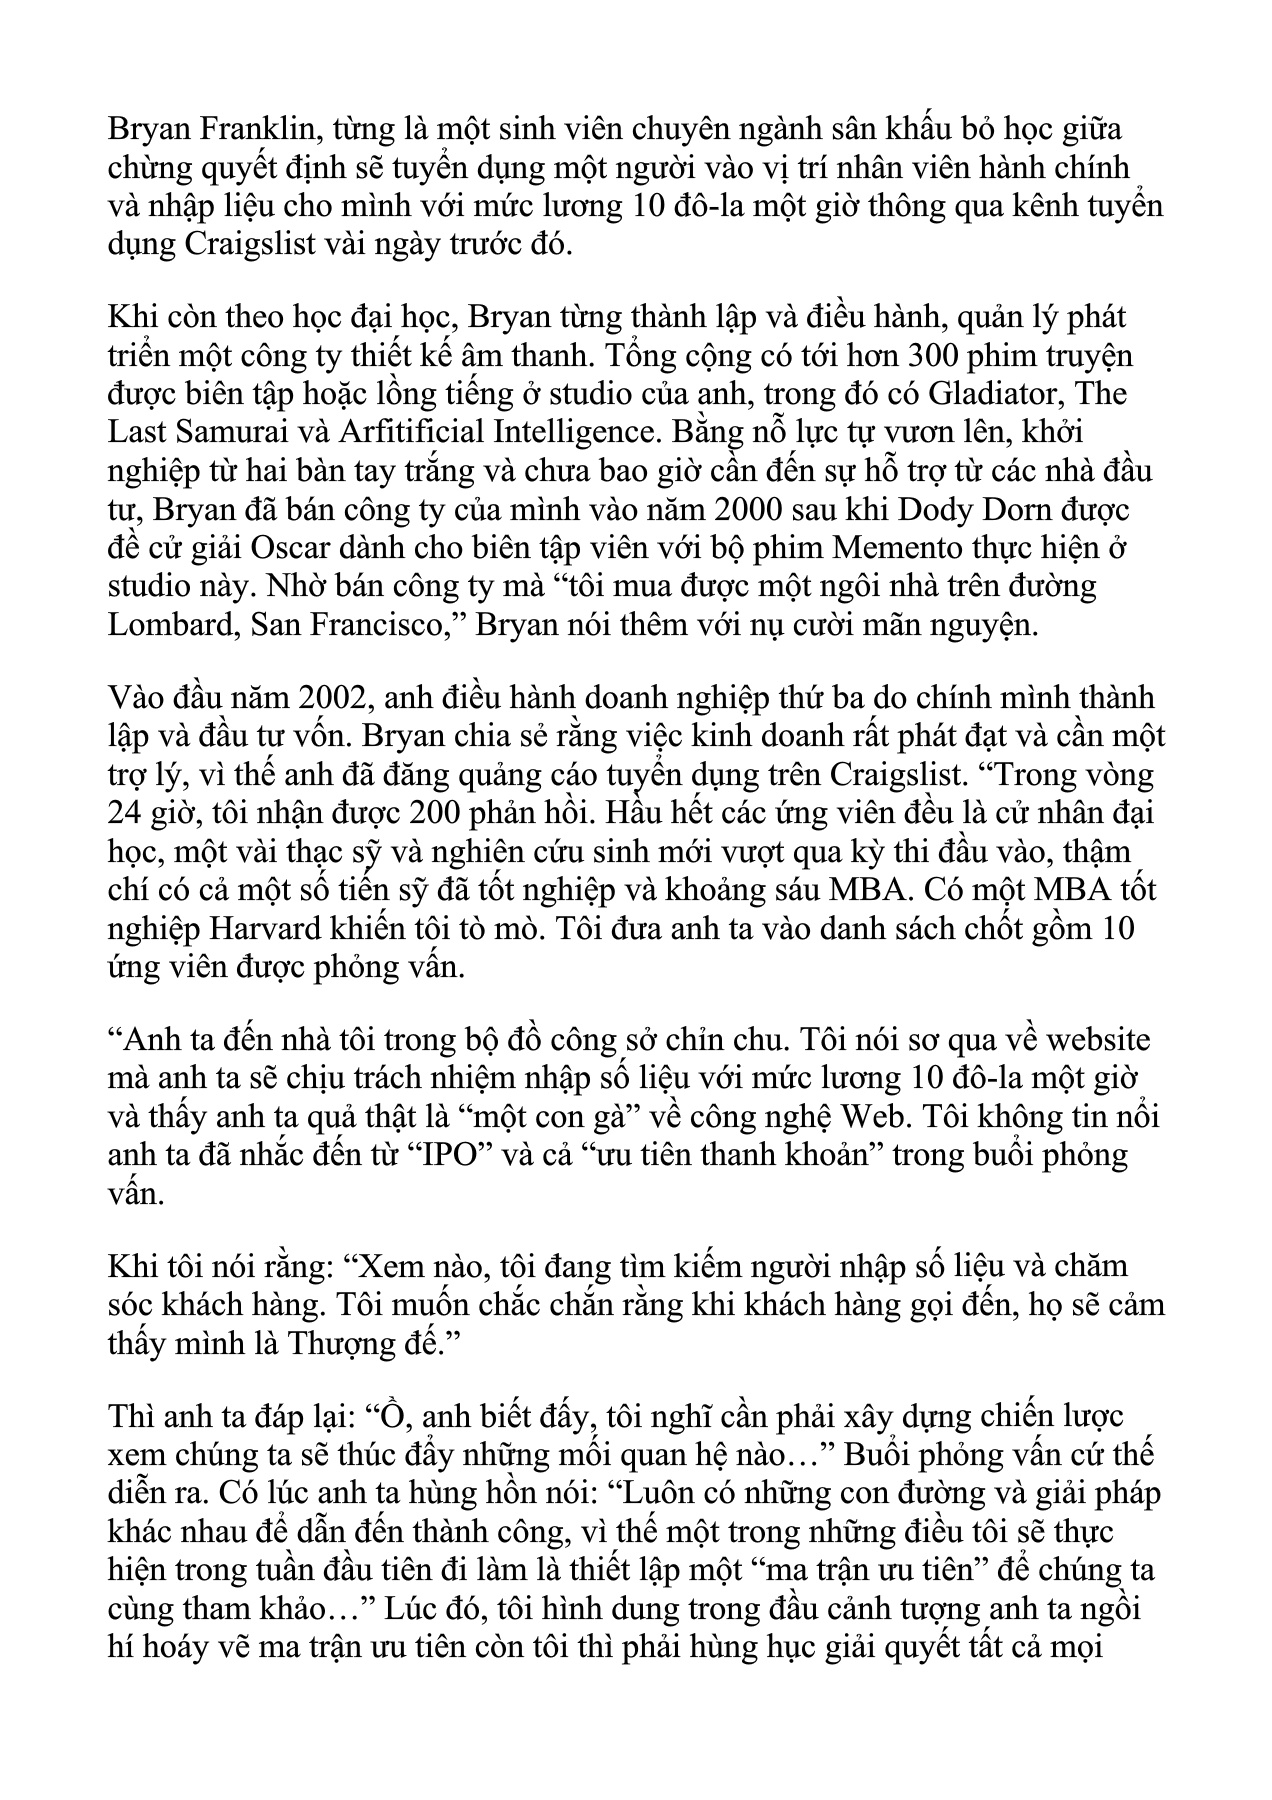 Bryan Franklin, từng là một sinh viên chuyên ngành sân khấu bỏ học giữa
chừng quyết định sẽ tuyển dụng một người vào vị trí nhân viên hành chính
và nhập liệu cho mình với mức lương 10 đô-la một giờ thông qua kênh tuyển
dụng Craigslist vài ngày trước đó.
Khi còn theo học đại học, Bryan từng thành lập và điều hành, quản lý phát
triển một công ty thiết kế âm thanh. Tổng cộng có tới hơn 300 phim truyện
được biên tập hoặc lồng tiếng ở studio của anh, trong đó có Gladiator, The
Last Samurai và Arfitificial Intelligence. Bằng nỗ lực tự vươn lên, khởi
nghiệp từ hai bàn tay trắng và chưa bao giờ cần đến sự hỗ trợ từ các nhà đầu
tư, Bryan đã bán công ty của mình vào năm 2000 sau khi Dody Dorn được
đề cử giải Oscar dành cho biên tập viên với bộ phim Memento thực hiện ở
studio này. Nhờ bán công ty mà “tôi mua được một ngôi nhà trên đường
Lombard, San Francisco,” Bryan nói thêm với nụ cười mãn nguyện.
Vào đầu năm 2002, anh điều hành doanh nghiệp thứ ba do chính mình thành
lập và đầu tư vốn. Bryan chia sẻ rằng việc kinh doanh rất phát đạt và cần một
trợ lý, vì thế anh đã đăng quảng cáo tuyển dụng trên Craigslist. “Trong vòng
24 giờ, tôi nhận được 200 phản hồi. Hầu hết các ứng viên đều là cử nhân đại
học, một vài thạc sỹ và nghiên cứu sinh mới vượt qua kỳ thi đầu vào, thậm
chí có cả một số tiến sỹ đã tốt nghiệp và khoảng sáu MBA. Có một MBA tốt
nghiệp Harvard khiến tôi tò mò. Tôi đưa anh ta vào danh sách chốt gồm 10
ứng viên được phỏng vấn.
“Anh ta đến nhà tôi trong bộ đồ công sở chỉn chu. Tôi nói sơ qua về website
mà anh ta sẽ chịu trách nhiệm nhập số liệu với mức lương 10 đô-la một giờ
và thấy anh ta quả thật là “một con gà” về công nghệ Web. Tôi không tin nổi
anh ta đã nhắc đến từ “IPO” và cả “ưu tiên thanh khoản” trong buổi phỏng
vấn.
Khi tôi nói rằng: “Xem nào, tôi đang tìm kiếm người nhập số liệu và chăm
sóc khách hàng. Tôi muốn chắc chắn rằng khi khách hàng gọi đến, họ sẽ cảm
thấy mình là Thượng đế.”
Thì anh ta đáp lại: “Ồ, anh biết đấy, tôi nghĩ cần phải xây dựng chiến lược
xem chúng ta sẽ thúc đẩy những mối quan hệ nào…” Buổi phỏng vấn cứ thế
diễn ra. Có lúc anh ta hùng hồn nói: “Luôn có những con đường và giải pháp
khác nhau để dẫn đến thành công, vì thế một trong những điều tôi sẽ thực
hiện trong tuần đầu tiên đi làm là thiết lập một “ma trận ưu tiên” để chúng ta
cùng tham khảo…” Lúc đó, tôi hình dung trong đầu cảnh tượng anh ta ngồi
hí hoáy vẽ ma trận ưu tiên còn tôi thì phải hùng hục giải quyết tất cả mọi